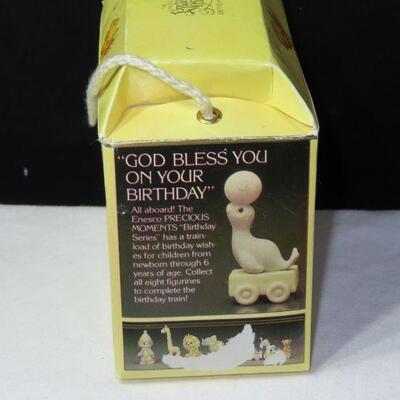 "GOD BLESS YOU
ON YOUR
BIRTHDAY"
All aboard! The
Enesco PRECIOUS
MOMENTS "Birthday
Series" has a train-
load of birthday wish-
es for children from
newborn through 6
years of age. Collect
all eight figurines
to complete the
birthday train!